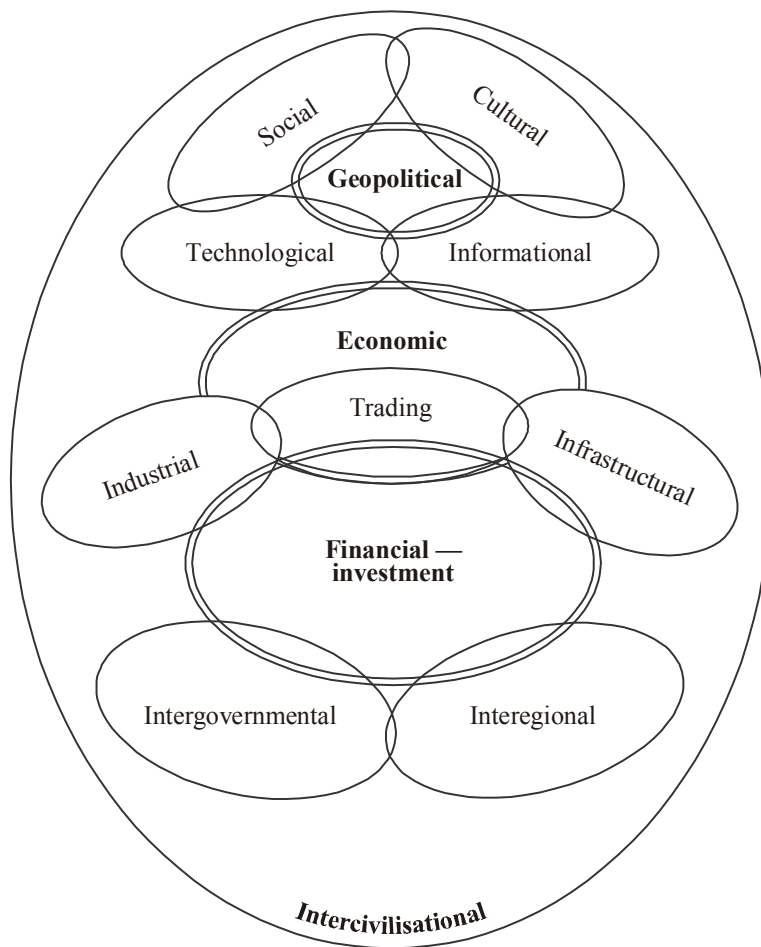 Social
Cultural
Geopolitical
Technological
Informational
Economic
Trading
Industrial
Infrastructural
Financial —
investment
Intergovernmental
Interegional
Intercivilisational